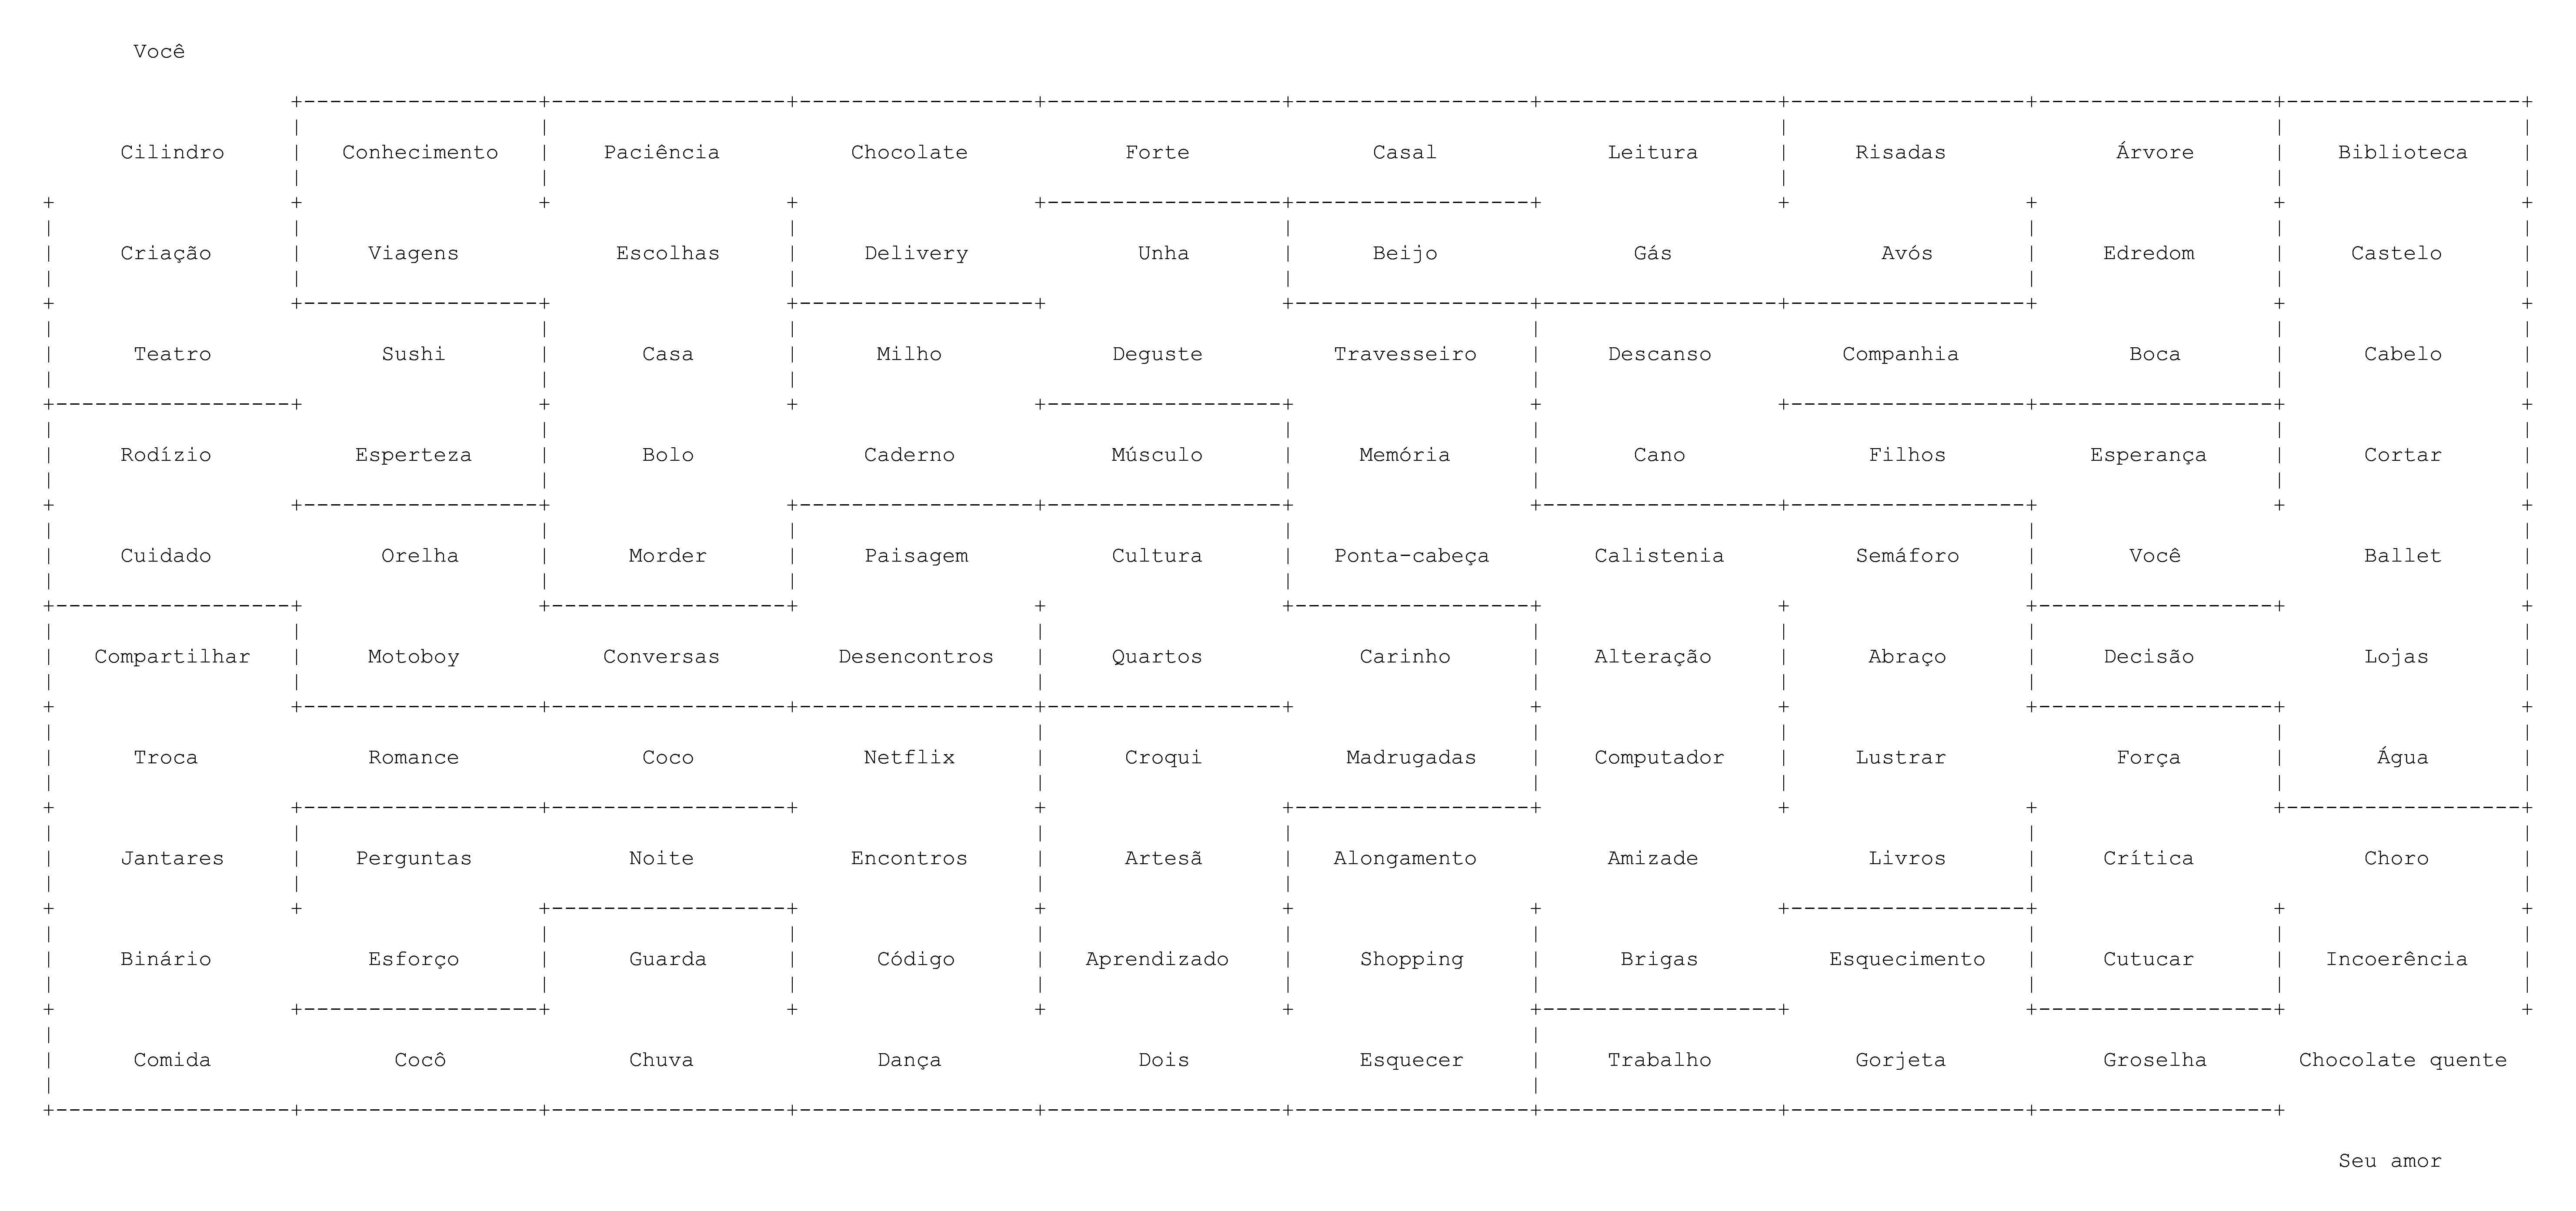 Você
Cilindro Conhecimento Paciência Chocolate Forte Casal Leitura Risadas Árvore Biblioteca
Criação Viagens Escolhas Delivery Unha Beijo Gás Avós Edredom Castelo
Teatro Sushi Casa Milho Deguste Travesseiro Descanso Companhia Boca Cabelo
Rodízio Esperteza Bolo Caderno Músculo Memória Cano Filhos Esperança Cortar
Cuidado Orelha Morder Paisagem Cultura Ponta-cabeça Calistenia Semáforo Você Ballet
Compartilhar Motoboy Conversas Desencontros Quartos Carinho Alteração Abraço Decisão Lojas
Troca Romance Coco Netflix Croqui Madrugadas Computador Lustrar Força Água
Jantares Perguntas Noite Encontros Artesã Alongamento Amizade Livros Crítica Choro
Binário Esforço Guarda Código Aprendizado Shopping Brigas Esquecimento Cutucar Incoerência
Comida Cocô Chuva Dança Dois Esquecer Trabalho Gorjeta Groselha Chocolate quente
Seu amor